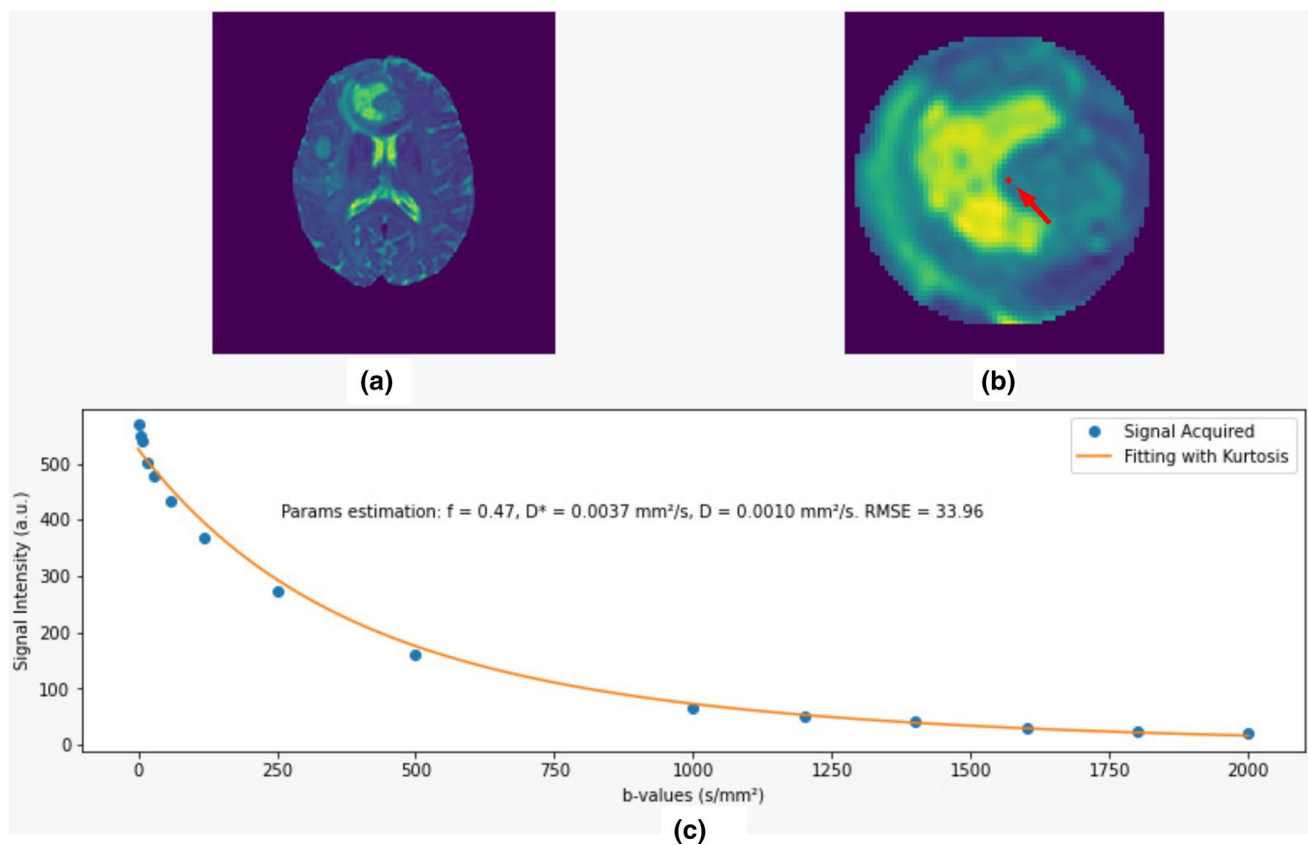 (a)
(b)
Signal Acquired
Fitting with Kurtosis
Params estimation: f = 0.47, D* = 0.0037 mm²/s, D = 0.0010 mm²/s. RMSE = 33.96
Signal Intensity (a.u.)
500
400
300
200
100
0
0 250 500 750 1000 1250 1500 1750 2000
b-values (s/mm²)
(c)